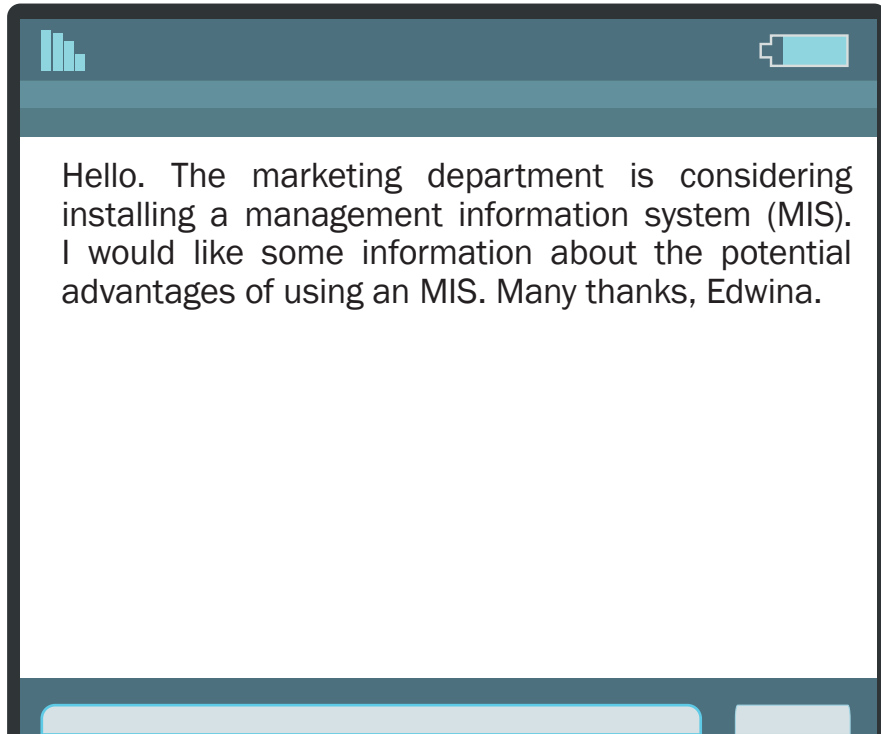 Hello. The marketing department is considering
installing a management information system (MIS).
I would like some information about the potential
advantages of using an MIS. Many thanks, Edwina.